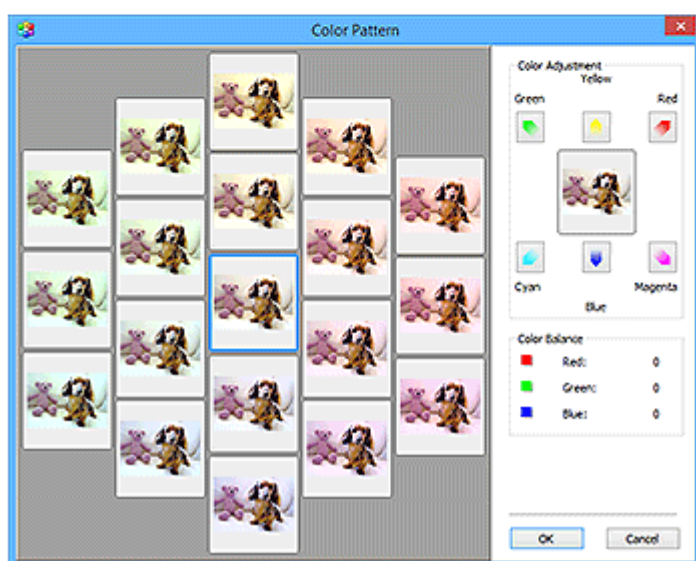 Color Pattern
Color Adjustment
Yellow
Green
Red
Cyan
Magenta
Blue
Color Balance
Red: 0
Green: 0
Blue: 0
OK
Cancel